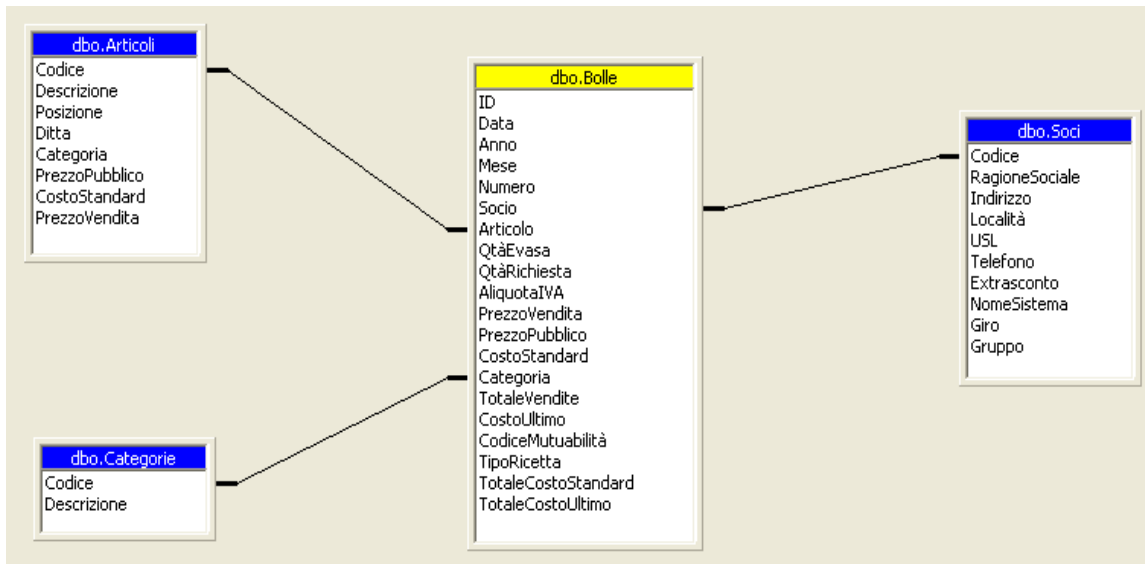 dbo.Articoli
Codice
Descrizione
Posizione
Ditta
Categoria
PrezzoPubblico
CostoStandard
PrezzoVendita
dbo.Bolle
ID
Data
Anno
Mese
Numero
Socio
Articolo
QtàEvasa
QtàRichiesta
AliquotaIVA
PrezzoVendita
PrezzoPubblico
CostoStandard
Categoria
TotaleVendite
CostoUltimo
CodiceMutuabilità
TipoRicetta
TotaleCostoStandard
TotaleCostoUltimo
dbo.Soci
Codice
RagioneSociale
Indirizzo
Località
USL
Telefono
Extrasconto
NomeSistema
Giro
Gruppo
dbo.Categorie
Codice
Descrizione